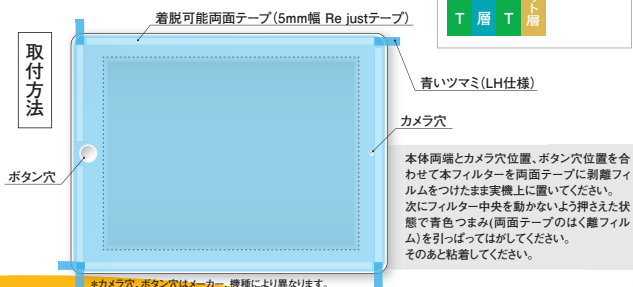 T 層 T ト層
着脱可能両面テープ(5mm幅 Re justテープ)
取付方法
青いツマミ(LH仕様)
カメラ穴
ボタン穴
本体両端とカメラ穴位置、ボタン穴位置を合
わせて本フィルターを両面テープに剥離フィ
ルムをつけたまま実機上に置いてください。
次にフィルター中央を動かないよう押さえた状
態で青色つまみ(両面テープのはく離フィル
ム)を引っぱってはがしてください。
そのあと粘着してください。
*カメラ穴、ボタン穴はメーカー、機種により異なります。